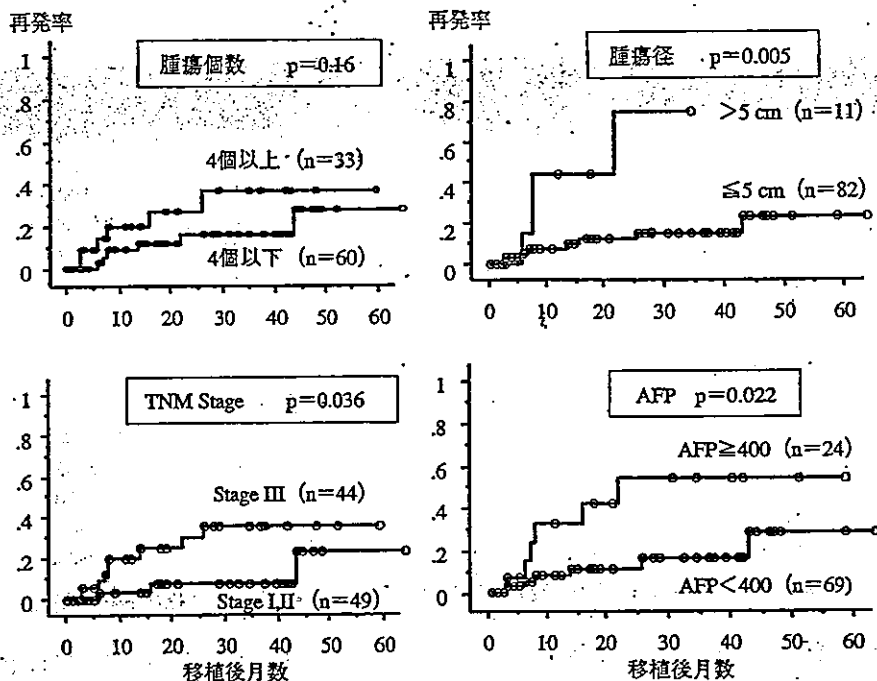 再発率
腫瘍個数 p=0.16
1
.8
.6
.4
.2
0
4個以上 (n=33)
4個以下 (n=60)
0 10 20 30 40 50 60
腫瘍径 p=0.005
1
0.8
.6
.4
0.2
0
>5 cm (n=11)
≦5 cm (n=82)
0 10 20 30 40 50 60
TNM Stage p=0.036
1
.8
.6
.4
.2
0
Stage III (n=44)
Stage I,II (n=49)
0 10 20 30 40 50 60
移植後月数
AFP p=0.022
1
.8
.6
.4
.2
0
AFP≧400 (n=24)
AFP<400 (n=69)
0 10 20 30 40 50 60
移植後月数